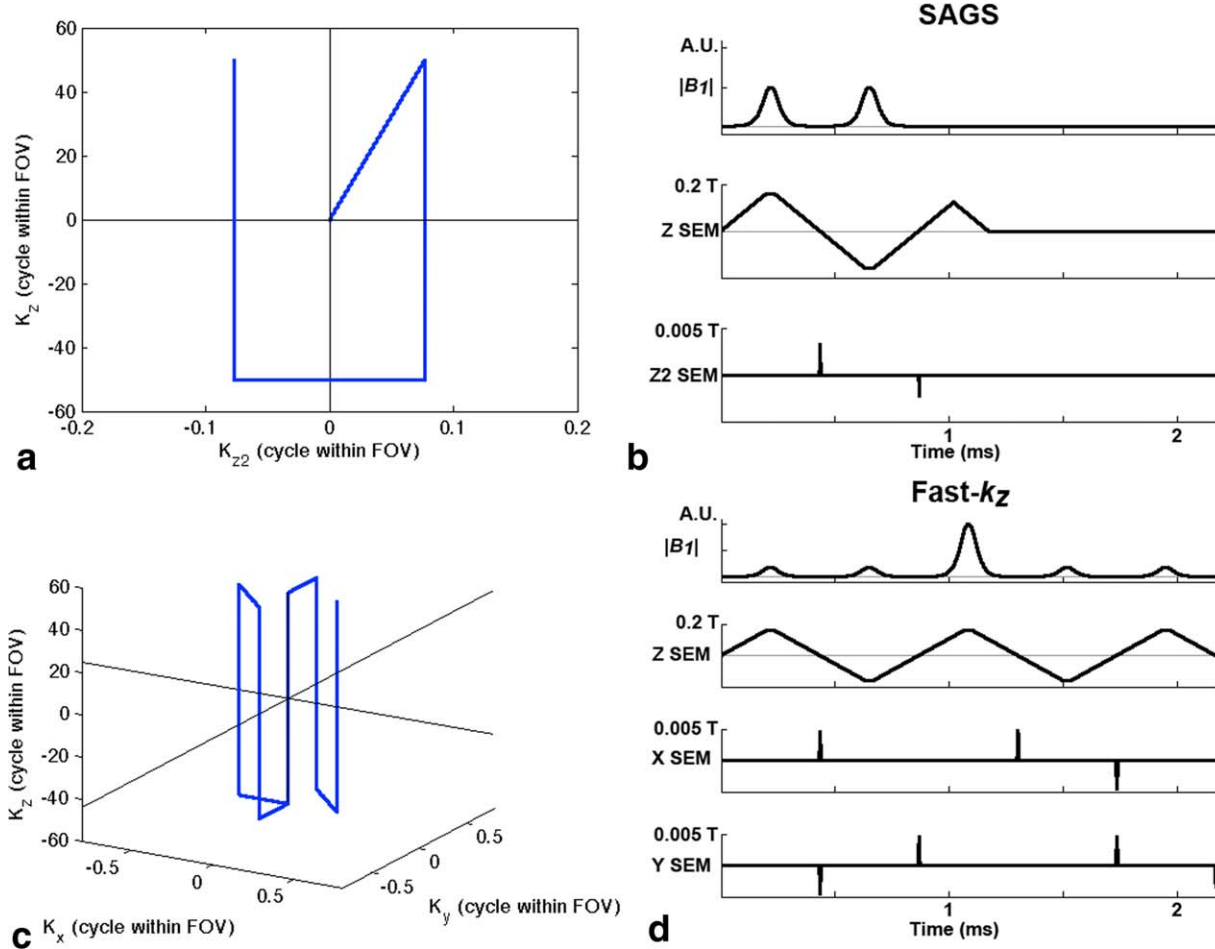 60
40
20
0
-20
-40
-60
K_z (cycle within FOV)
-0.2
-0.1
0
0.1
0.2
K_z2 (cycle within FOV)
a
SAGS
A.U.
|B1|
0.2 T
Z SEM
0.005 T
Z2 SEM
1
2
Time (ms)
b
60
40
20
0
-20
-40
-60
K_z (cycle within FOV)
-0.5
0
0.5
K_x (cycle within FOV)
-0.5
0
0.5
K_y (cycle within FOV)
c
Fast-kz
A.U.
|B1|
0.2 T
Z SEM
0.005 T
X SEM
0.005 T
Y SEM
1
2
Time (ms)
d